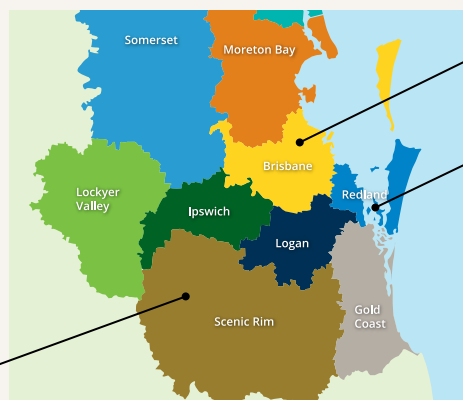 Somerset
Moreton Bay
Brisbane
Lockyer
Valley
Redland
Ipswich
Logan
Gold
Coast
Scenic Rim